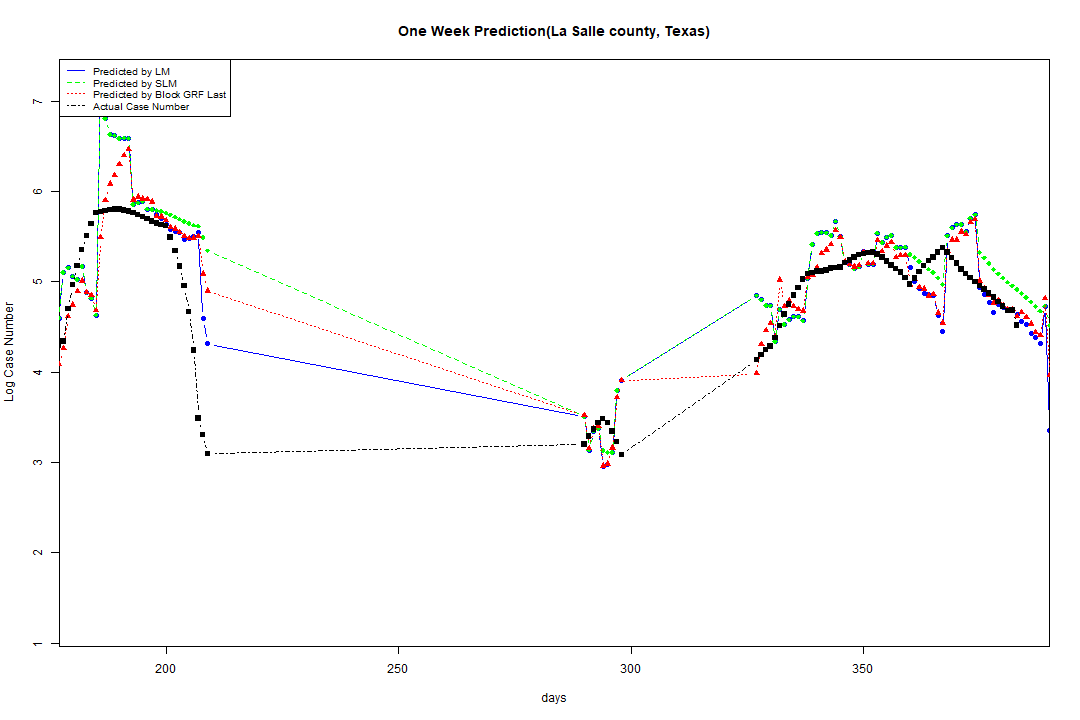 One Week Prediction(La Salle county, Texas)
Predicted by LM
Predicted by SLM
Predicted by Block GRF Last
Actual Case Number
7
6
5
4
3
2
1
Log Case Number
200 250 300 350
days